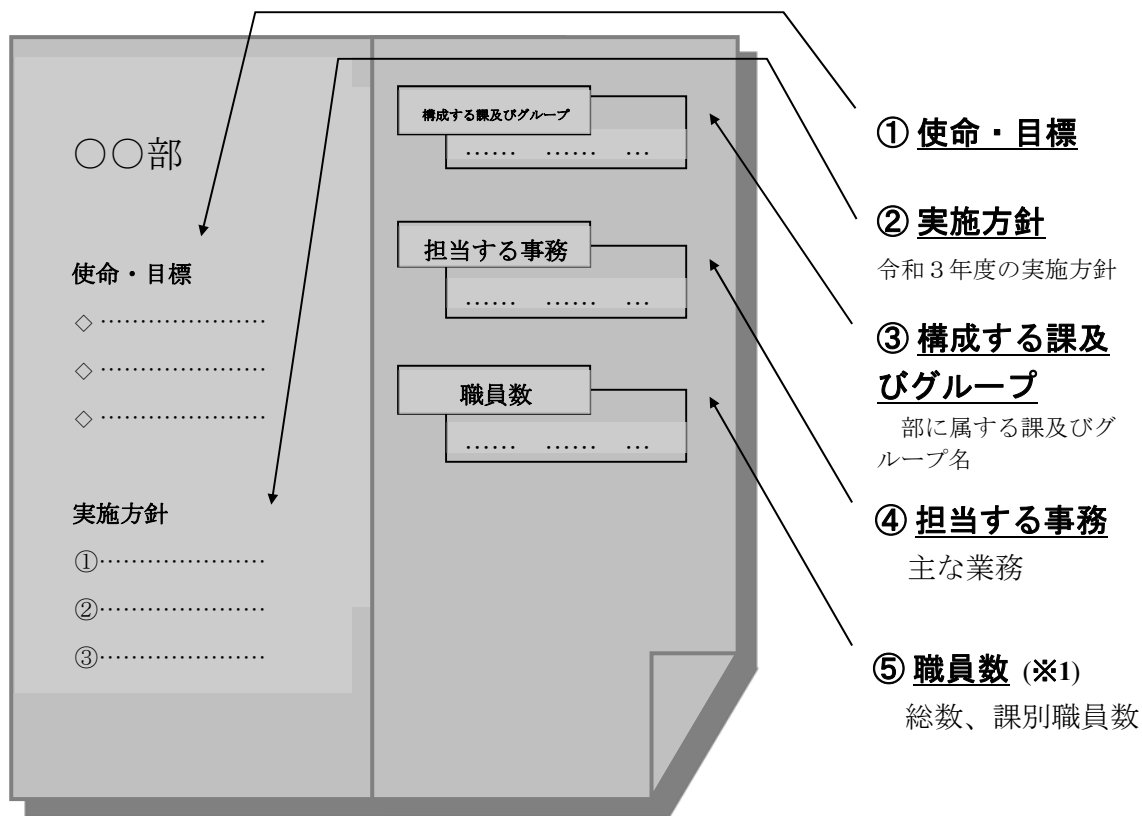 〇〇部
使命・目標
◇ …………………
◇ …………………
◇ …………………
実施方針
①…………………
②…………………
③…………………
構成する課及びグループ
…… …… …
担当する事務
…… …… …
職員数
…… …… …
① 使命・目標
② 実施方針
令和３年度の実施方針
③ 構成する課及
びグループ
部に属する課及びグ
ループ名
④ 担当する事務
主な業務
⑤ 職員数 (※1)
総数、課別職員数